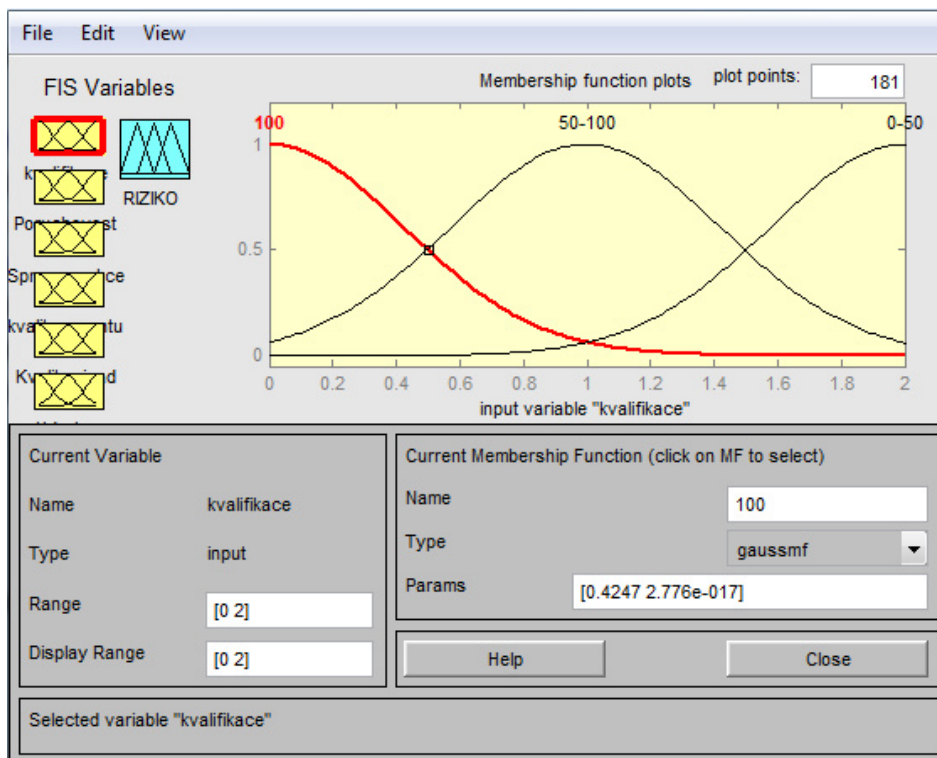 File Edit View
FIS Variables
Membership function plots plot points: 181
RIZIKO
100 50-100 0-50
1
0.5
0
0 0.2 0.4 0.6 0.8 1 1.2 1.4 1.6 1.8 2
input variable "kvalifikace"
Current Variable
Name kvalifikace
Type input
Range [0 2]
Display Range [0 2]
Current Membership Function (click on MF to select)
Name 100
Type gaussmf
Params [0.4247 2.776e-017]
Help Close
Selected variable "kvalifikace"